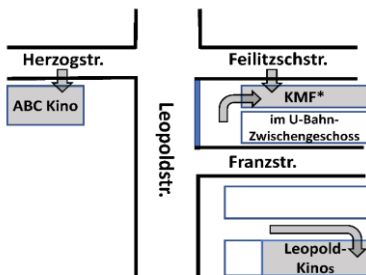 Herzogstr.
Feilitzschstr.
ABC Kino
KMF*
im U-Bahn-
Zwischengeschoss
Leopoldstr.
Franzstr.
Leopold-
Kinos